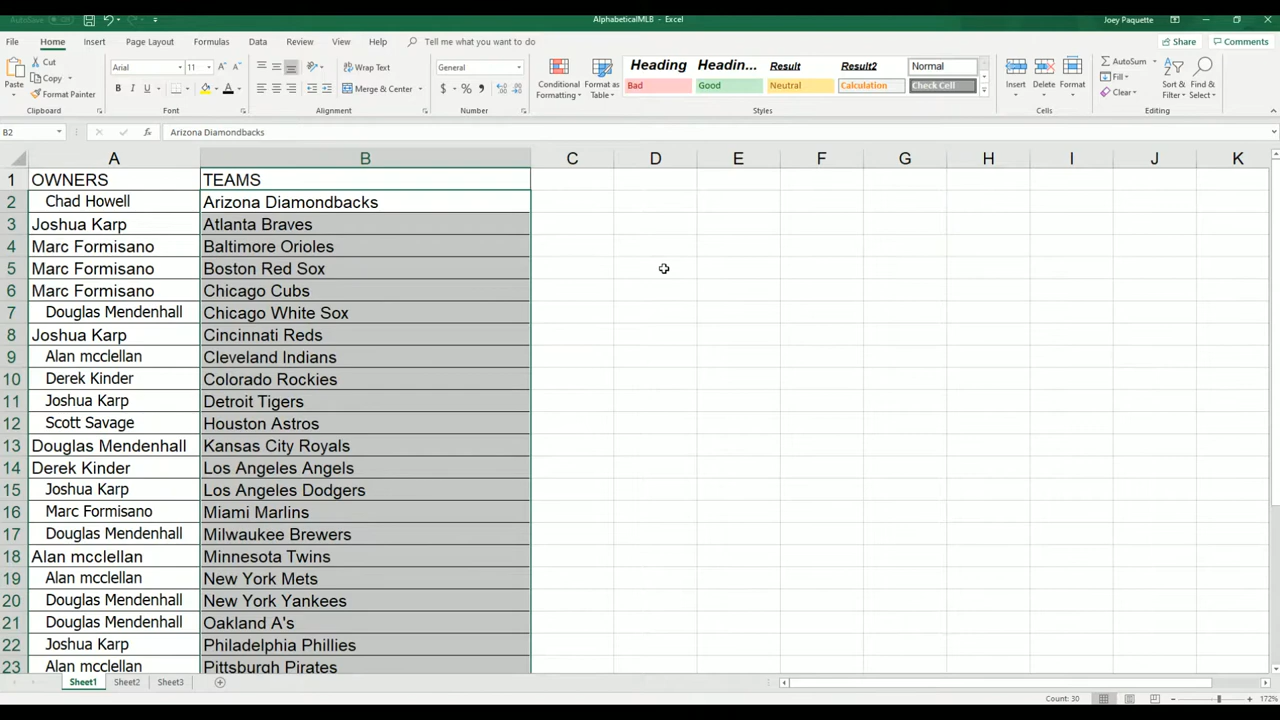 AutoSave Off AlphabeticalMLB - Excel Joey Paquette
File Home Insert Page Layout Formulas Data Review View Help Tell me what you want to do Share Comments
Cut
Copy
Paste
Format Painter
Arial 11
B I U A
Wrap Text
Merge & Center
General
$ % ,
Conditional Formatting
Format as Table
Heading Headin... Result Result2 Normal
Bad Good Neutral Calculation Check Cell
Insert Delete Format
AutoSum
Fill
Clear
Sort & Filter
Find & Select
Clipboard Font Alignment Number Styles Cells Editing
B2 fx Arizona Diamondbacks
A B C D E F G H I J K
1 OWNERS TEAMS
2 Chad Howell Arizona Diamondbacks
3 Joshua Karp Atlanta Braves
4 Marc Formisano Baltimore Orioles
5 Marc Formisano Boston Red Sox
6 Marc Formisano Chicago Cubs
7 Douglas Mendenhall Chicago White Sox
8 Joshua Karp Cincinnati Reds
9 Alan mcclellan Cleveland Indians
10 Derek Kinder Colorado Rockies
11 Joshua Karp Detroit Tigers
12 Scott Savage Houston Astros
13 Douglas Mendenhall Kansas City Royals
14 Derek Kinder Los Angeles Angels
15 Joshua Karp Los Angeles Dodgers
16 Marc Formisano Miami Marlins
17 Douglas Mendenhall Milwaukee Brewers
18 Alan mcclellan Minnesota Twins
19 Alan mcclellan New York Mets
20 Douglas Mendenhall New York Yankees
21 Douglas Mendenhall Oakland A's
22 Joshua Karp Philadelphia Phillies
23 Alan mcclellan Pittsburgh Pirates
Sheet1 Sheet2 Sheet3
Count: 30 172%